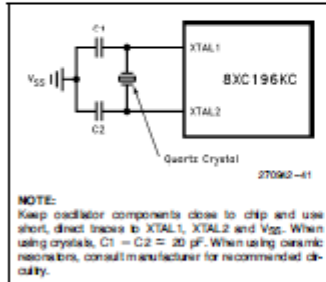 C1
XTAL1
8XC196KC
VSS
XTAL2
C2
Quartz Crystal
270942-41
NOTE:
Keep oscillator components close to chip and use
short, direct traces to XTAL1, XTAL2 and VSS. When
using crystals, C1 = C2 ≈ 20 pF. When using ceramic
resonators, consult manufacturer for recommended cir-
cuitry.